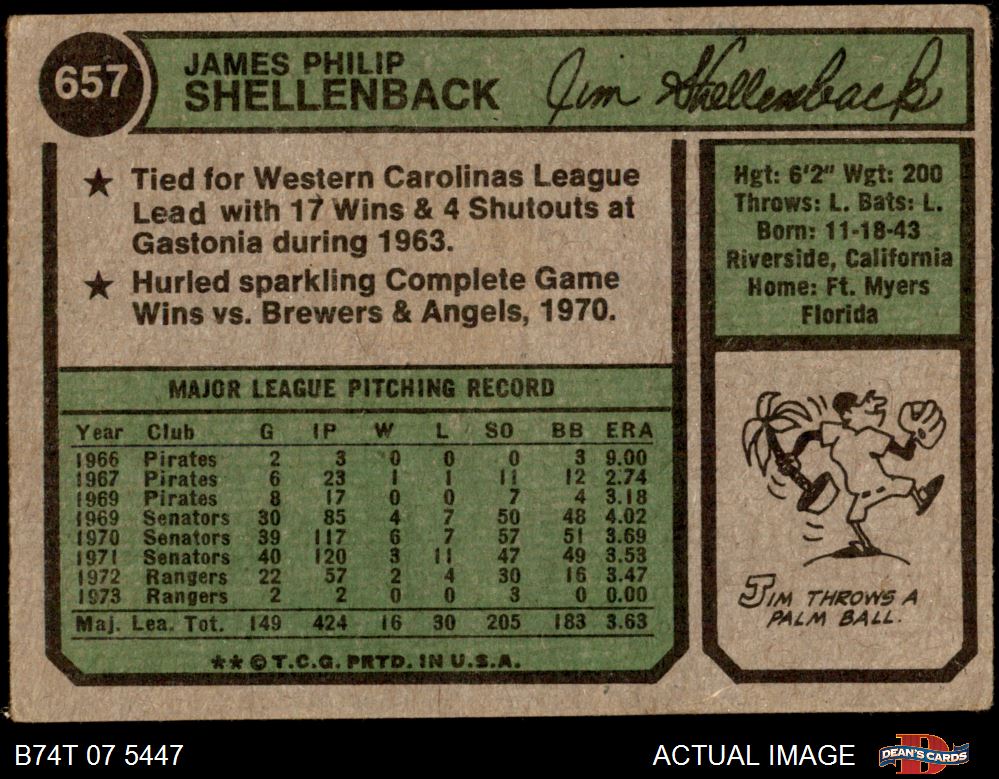 657
JAMES PHILIP
SHELLENBACK
Jim Shellenback
★ Tied for Western Carolinas League
Lead with 17 Wins & 4 Shutouts at
Gastonia during 1963.
★ Hurled sparkling Complete Game
Wins vs. Brewers & Angels, 1970.
Hgt: 6'2" Wgt: 200
Throws: L. Bats: L.
Born: 11-18-43
Riverside, California
Home: Ft. Myers
Florida
MAJOR LEAGUE PITCHING RECORD
Year Club G IP W L SO BB ERA
1966 Pirates 2 3 0 0 0 3 9.00
1967 Pirates 6 23 1 1 11 12 2.74
1969 Pirates 8 17 0 0 7 4 3.18
1969 Senators 30 85 4 7 50 48 4.02
1970 Senators 39 117 6 7 57 51 3.69
1971 Senators 40 120 3 11 47 49 3.53
1972 Rangers 22 57 2 4 30 16 3.47
1973 Rangers 2 2 0 0 3 0 0.00
Maj. Lea. Tot. 149 424 16 30 205 183 3.63
★★ © T.C.G. PRTD. IN U.S.A.
JIM THROWS A
PALM BALL.
B74T 07 5447
ACTUAL IMAGE
DEAN'S CARDS